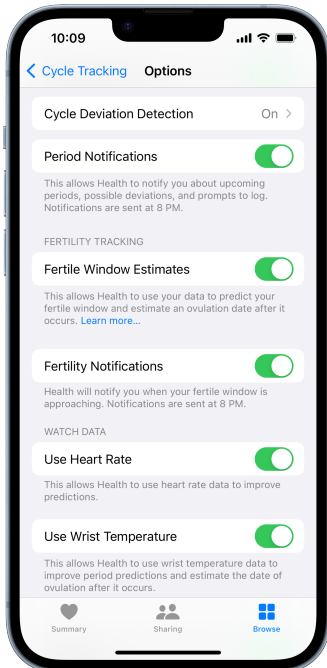 10:09
Cycle Tracking Options
Cycle Deviation Detection On
Period Notifications
This allows Health to notify you about upcoming
periods, possible deviations, and prompts to log.
Notifications are sent at 8 PM.
FERTILITY TRACKING
Fertile Window Estimates
This allows Health to use your data to predict your
fertile window and estimate an ovulation date after it
occurs. Learn more...
Fertility Notifications
Health will notify you when your fertile window is
approaching. Notifications are sent at 8 PM.
WATCH DATA
Use Heart Rate
This allows Health to use heart rate data to improve
predictions.
Use Wrist Temperature
This allows Health to use wrist temperature data to
improve period predictions and estimate the date of
ovulation after it occurs.
Summary Sharing Browse